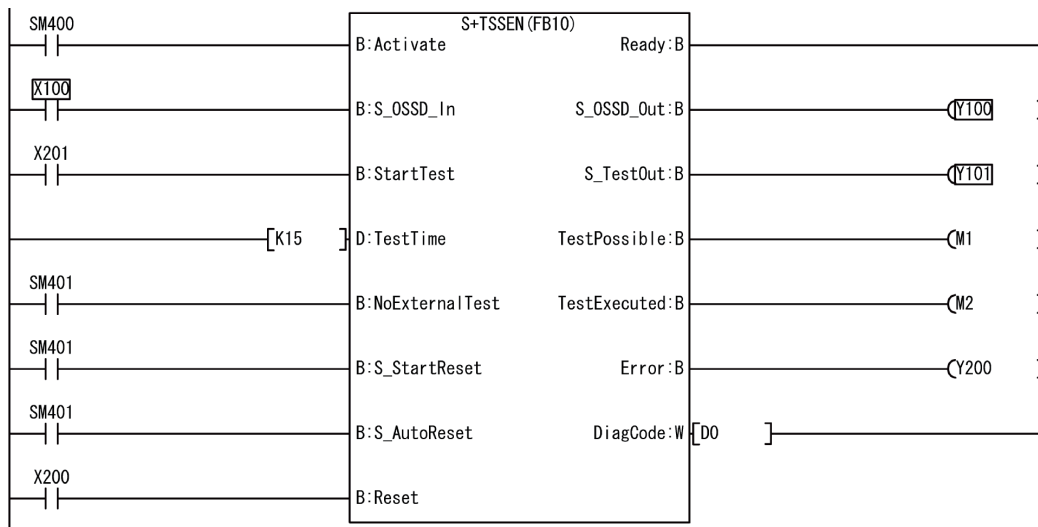 S+TSSEN(FB10)
SM400 B:Activate Ready:B
X100 B:S_OSSD_In S_OSSD_Out:B Y100
X201 B:StartTest S_TestOut:B Y101
K15 D:TestTime TestPossible:B M1
SM401 B:NoExternalTest TestExecuted:B M2
SM401 B:S_StartReset Error:B Y200
SM401 B:S_AutoReset DiagCode:W D0
X200 B:Reset